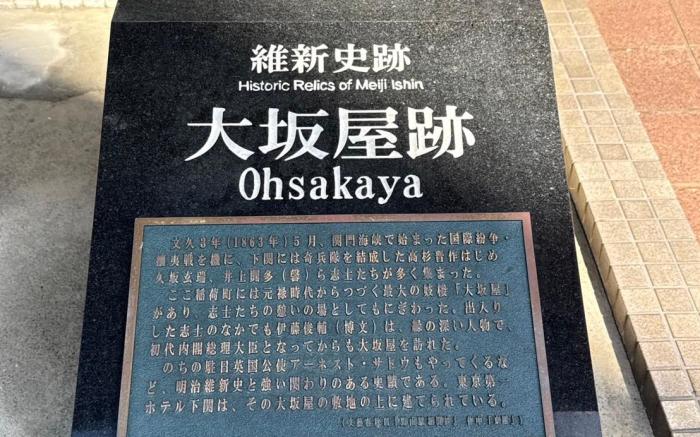 維新史跡
Historic Relics of Meiji Ishin
大坂屋跡
Ohsakaya
文久3年(1863年)5月、関門海峡で始まった国際紛争・
攘夷戦を機に、下関には奇兵隊を結成した高杉晋作はじめ
久坂玄瑞、井上聞多(馨)ら志士たちが多く集まった。
ここ稲荷町には元禄時代からつづく最大の妓楼「大坂屋」
があり、志士たちの憩いの場としてもにぎわった。出入り
した志士のなかでも伊藤俊輔(博文)は、縁の深い人物で、
初代内閣総理大臣となってからも大坂屋を訪れた。
のちの駐日英国公使アーネスト・サトウもやってくるな
ど、明治維新史と強い関わりのある史蹟である。東京第一
ホテル下関は、その大坂屋の敷地の上に建てられている。